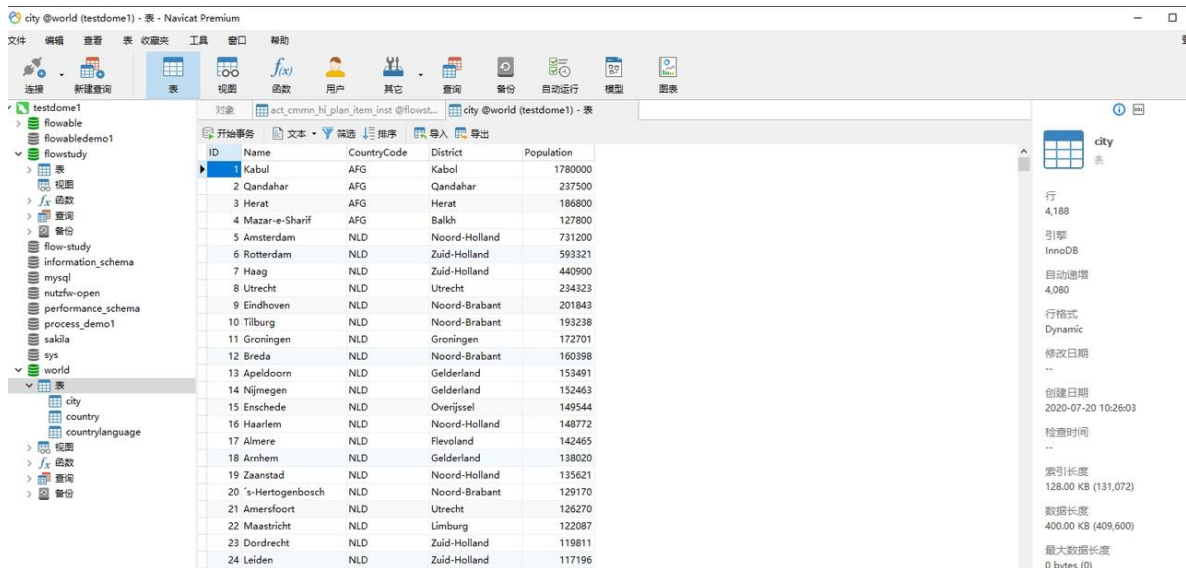 city @world (testdome1) - 表 - Navicat Premium
文件 编辑 查看 表 收藏夹 工具 窗口 帮助
连接 新建查询 表 视图 函数 用户 其它 查询 备份 自动运行 模型 图表
testdome1
flowable
flowabledemo1
flowstudy
表
视图
函数
查询
备份
flow-study
information_schema
mysql
nutzfw-open
performance_schema
process_demo1
sakila
sys
world
表
city
country
countrylanguage
视图
函数
查询
备份
对象 act_cmmn_hi_plan_item_inst @flowst... city @world (testdome1) - 表
开始事务 文本 筛选 排序 导入 导出
ID Name CountryCode District Population
1 Kabul AFG Kabol 1780000
2 Qandahar AFG Qandahar 237500
3 Herat AFG Herat 186800
4 Mazar-e-Sharif AFG Balkh 127800
5 Amsterdam NLD Noord-Holland 731200
6 Rotterdam NLD Zuid-Holland 593321
7 Haag NLD Zuid-Holland 440900
8 Utrecht NLD Utrecht 234323
9 Eindhoven NLD Noord-Brabant 201843
10 Tilburg NLD Noord-Brabant 193238
11 Groningen NLD Groningen 172701
12 Breda NLD Noord-Brabant 160398
13 Apeldoorn NLD Gelderland 153491
14 Nijmegen NLD Gelderland 152463
15 Enschede NLD Overijssel 149544
16 Haarlem NLD Noord-Holland 148772
17 Almere NLD Flevoland 142465
18 Arnhem NLD Gelderland 138020
19 Zaanstad NLD Noord-Holland 135621
20 ´s-Hertogenbosch NLD Noord-Brabant 129170
21 Amersfoort NLD Utrecht 126270
22 Maastricht NLD Limburg 122087
23 Dordrecht NLD Zuid-Holland 119811
24 Leiden NLD Zuid-Holland 117196
city
表
行
4,188
引擎
InnoDB
自动递增
4,080
行格式
Dynamic
修改日期
--
创建日期
2020-07-20 10:26:03
检查时间
--
索引长度
128.00 KB (131,072)
数据长度
400.00 KB (409,600)
最大数据长度
0 bytes (0)